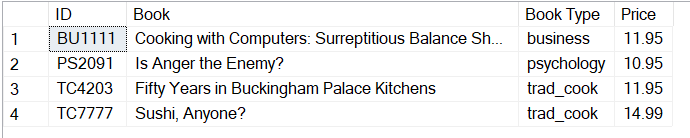 ID Book Book Type Price
1 BU1111 Cooking with Computers: Surreptitious Balance Sh... business 11.95
2 PS2091 Is Anger the Enemy? psychology 10.95
3 TC4203 Fifty Years in Buckingham Palace Kitchens trad_cook 11.95
4 TC7777 Sushi, Anyone? trad_cook 14.99